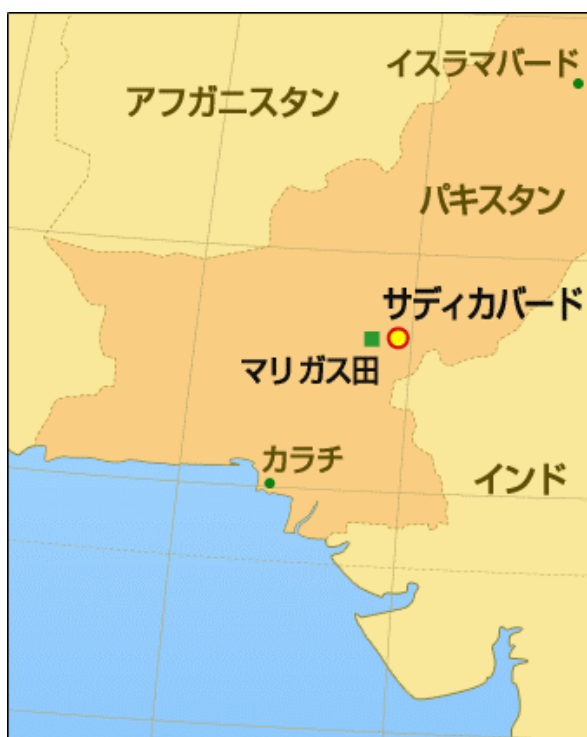 イスラマバード
アフガニスタン
パキスタン
サディカバード
マリ ガス田
カラチ
インド